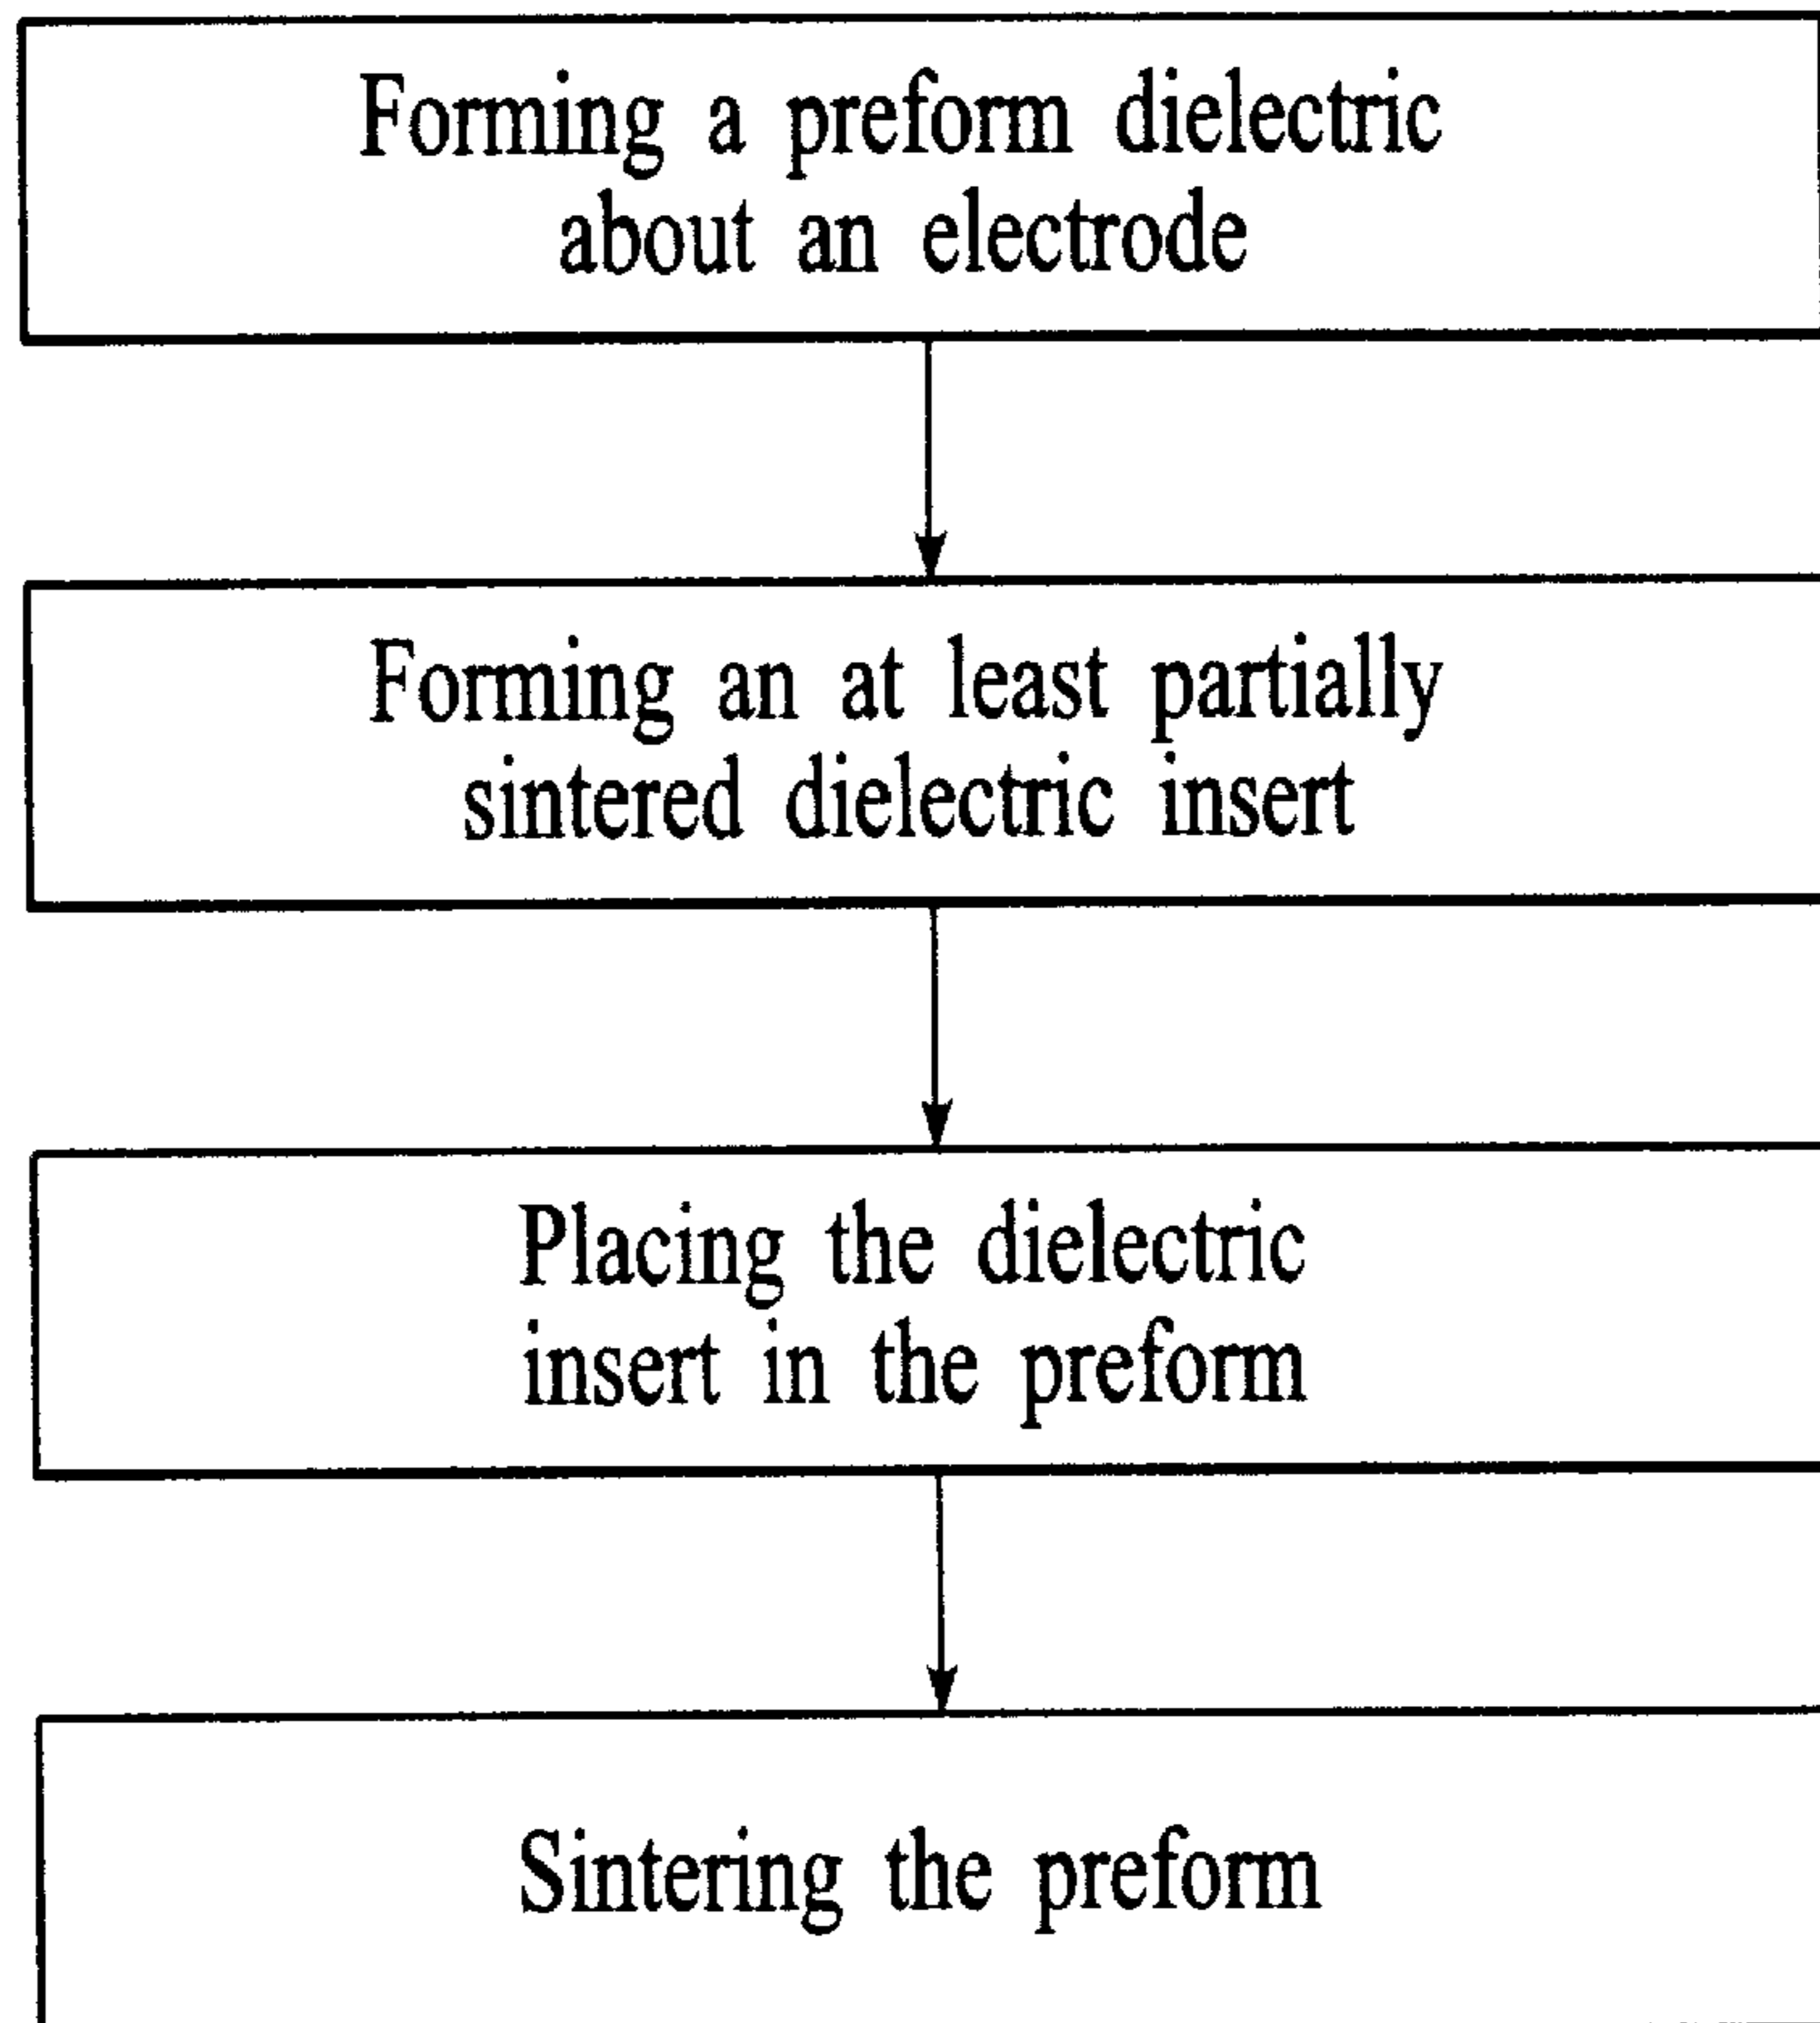 Forming a preform dielectric
about an electrode
Forming an at least partially
sintered dielectric insert
Placing the dielectric
insert in the preform
Sintering the preform